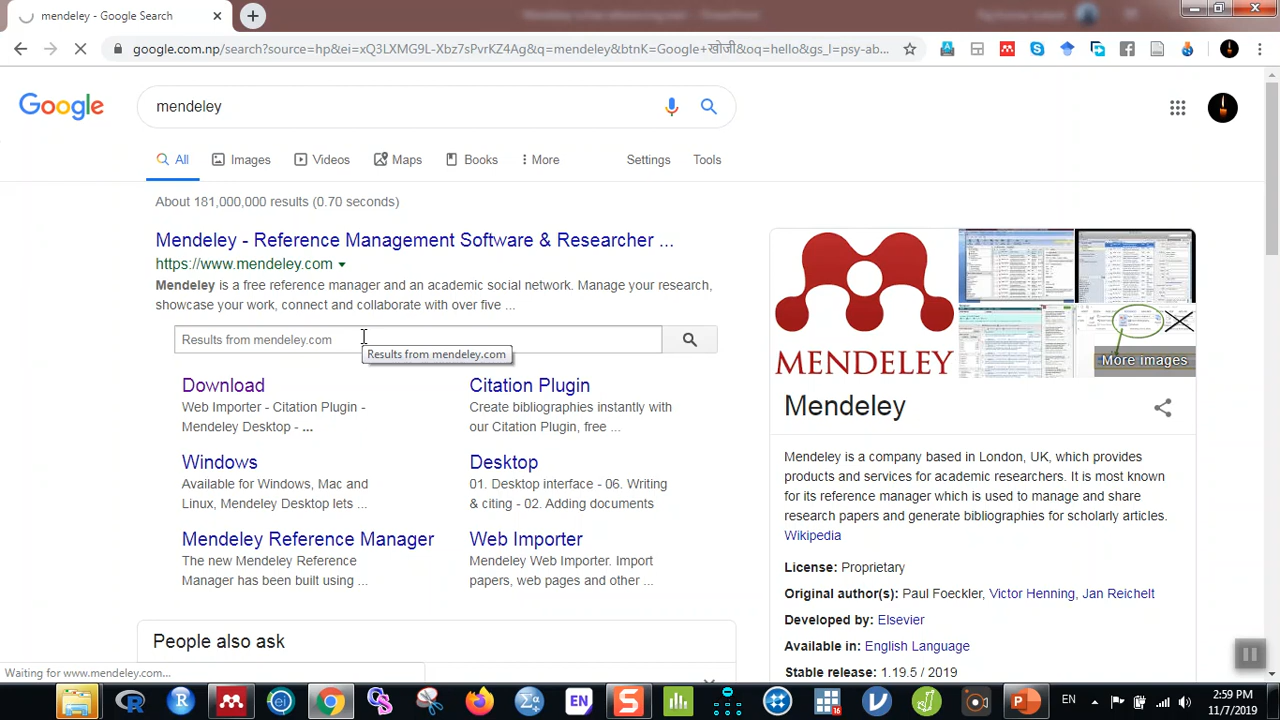 mendeley - Google Search
google.com.np/search?source=hp&ei=xQ3LXMG9L-Xbz7sPvrKZ4Ag&q=mendeley&btnK=Google+खोजी&oq=hello&gs_l=psy-ab...
Google
mendeley
All
Images
Videos
Maps
Books
More
Settings
Tools
About 181,000,000 results (0.70 seconds)
Mendeley - Reference Management Software & Researcher ...
https://www.mendeley.com/
Mendeley is a free reference manager and an academic social network. Manage your research,
showcase your work, connect and collaborate with over five ...
Results from mendeley.com
Results from mendeley.com
Download
Web Importer - Citation Plugin -
Mendeley Desktop - ...
Citation Plugin
Create bibliographies instantly with
our Citation Plugin, free ...
Windows
Available for Windows, Mac and
Linux, Mendeley Desktop lets ...
Desktop
01. Desktop interface - 06. Writing
& citing - 02. Adding documents
Mendeley Reference Manager
The new Mendeley Reference
Manager has been built using ...
Web Importer
Mendeley Web Importer. Import
papers, web pages and other ...
People also ask
MENDELEY
More images
Mendeley
Mendeley is a company based in London, UK, which provides
products and services for academic researchers. It is most known
for its reference manager which is used to manage and share
research papers and generate bibliographies for scholarly articles.
Wikipedia
License: Proprietary
Original author(s): Paul Foeckler, Victor Henning, Jan Reichelt
Developed by: Elsevier
Available in: English Language
Stable release: 1.19.5 / 2019
Waiting for www.mendeley.com...
EN
EN
2:59 PM
11/7/2019